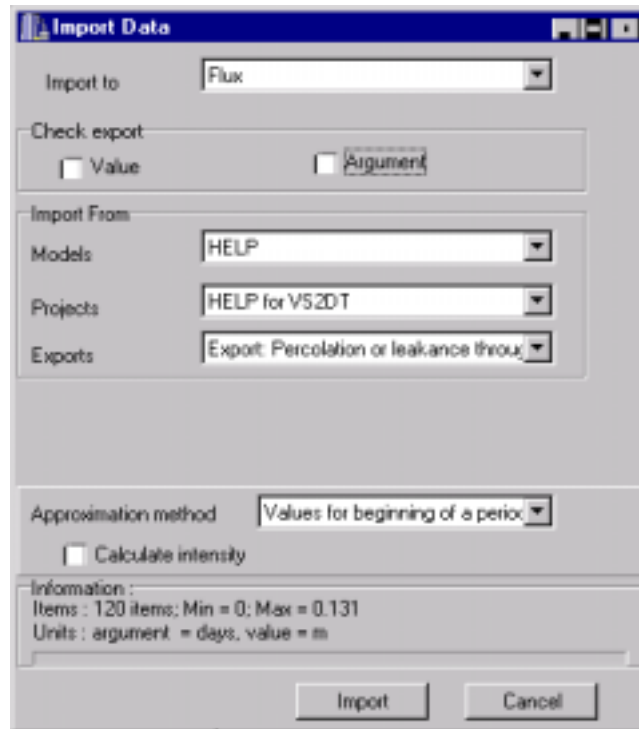 Import Data
Import to
Flux
Check export
Value
Argument
Import From
Models
HELP
Projects
HELP for VS2DT
Exports
Export: Percolation or leakance throug
Approximation method
Values for beginning of a perioc
Calculate intensity
Information :
Items : 120 items; Min = 0; Max = 0.131
Units : argument = days, value = m
Import
Cancel